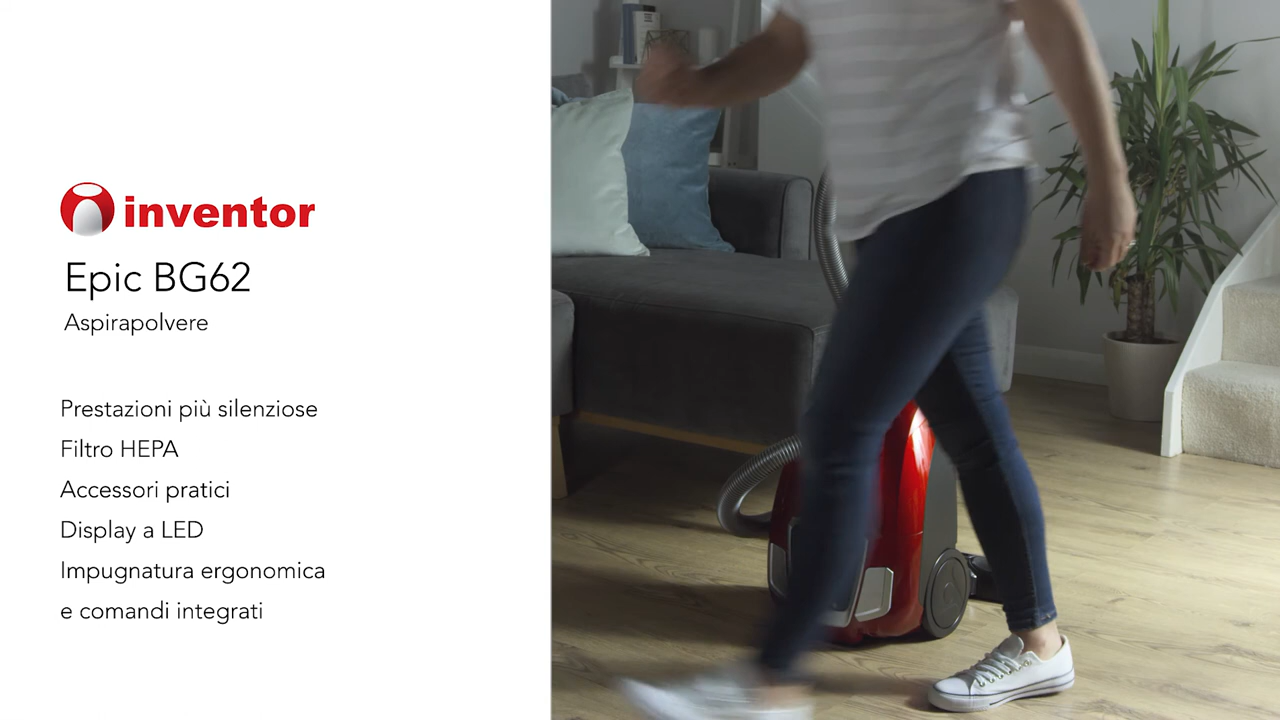 inventor
Epic BG62
Aspirapolvere
Prestazioni più silenziose
Filtro HEPA
Accessori pratici
Display a LED
Impugnatura ergonomica
e comandi integrati